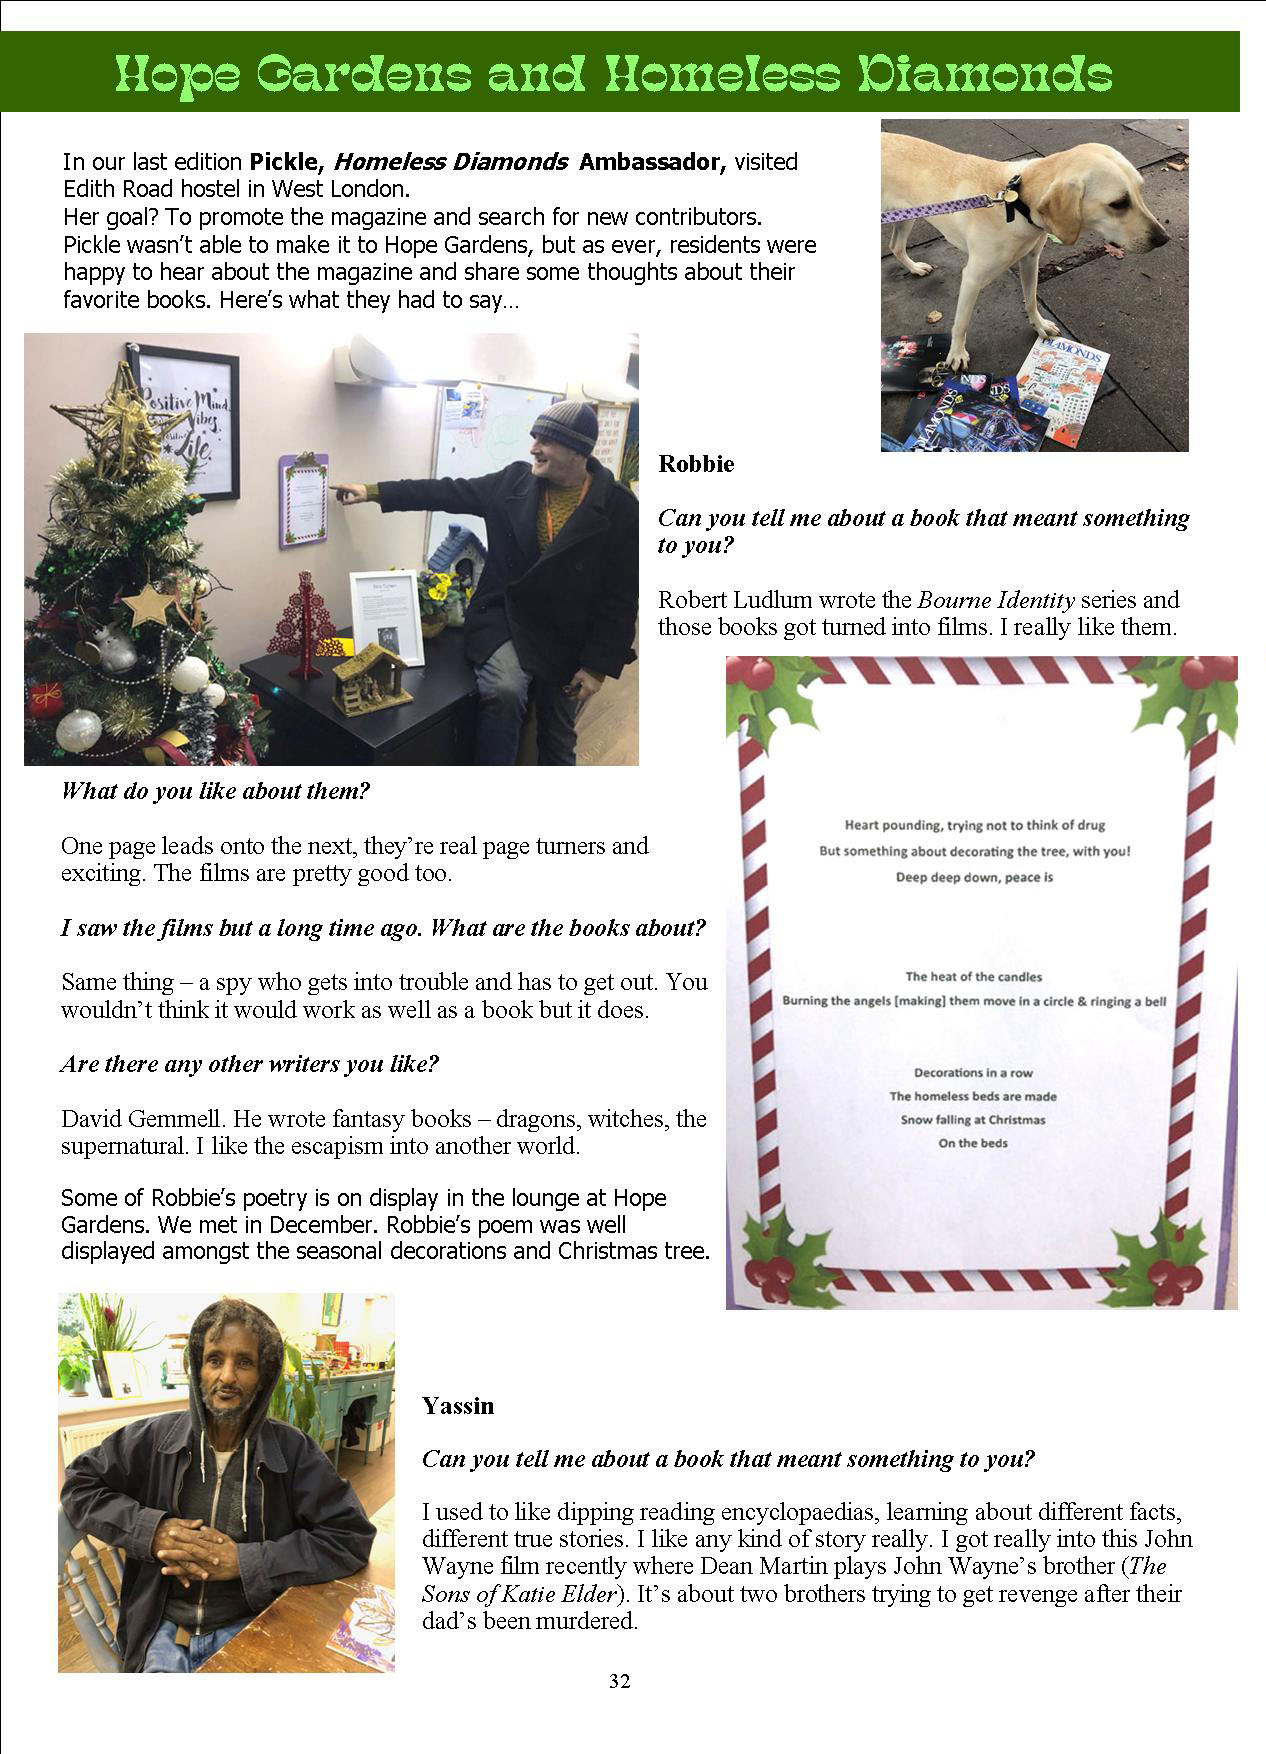 Hope Gardens and Homeless Diamonds
In our last edition Pickle, Homeless Diamonds Ambassador, visited
Edith Road hostel in West London.
Her goal? To promote the magazine and search for new contributors.
Pickle wasn't able to make it to Hope Gardens, but as ever, residents were
happy to hear about the magazine and share some thoughts about their
favorite books. Here's what they had to say…
DIAMONDS
DIAMONDS
Positive Mind
Vibes
Positive
Life.
Robbie
Can you tell me about a book that meant something
to you?
Robert Ludlum wrote the Bourne Identity series and
those books got turned into films. I really like them.
What do you like about them?
One page leads onto the next, they're real page turners and
exciting. The films are pretty good too.
I saw the films but a long time ago. What are the books about?
Same thing – a spy who gets into trouble and has to get out. You
wouldn't think it would work as well as a book but it does.
Are there any other writers you like?
David Gemmell. He wrote fantasy books – dragons, witches, the
supernatural. I like the escapism into another world.
Some of Robbie's poetry is on display in the lounge at Hope
Gardens. We met in December. Robbie's poem was well
displayed amongst the seasonal decorations and Christmas tree.
Heart pounding, trying not to think of drug
But something about decorating the tree, with you!
Deep deep down, peace is
The heat of the candles
Burning the angels [making] them move in a circle & ringing a bell
Decorations in a row
The homeless beds are made
Snow falling at Christmas
On the beds
Yassin
Can you tell me about a book that meant something to you?
I used to like dipping reading encyclopaedias, learning about different facts,
different true stories. I like any kind of story really. I got really into this John
Wayne film recently where Dean Martin plays John Wayne's brother (The
Sons of Katie Elder). It's about two brothers trying to get revenge after their
dad's been murdered.
32